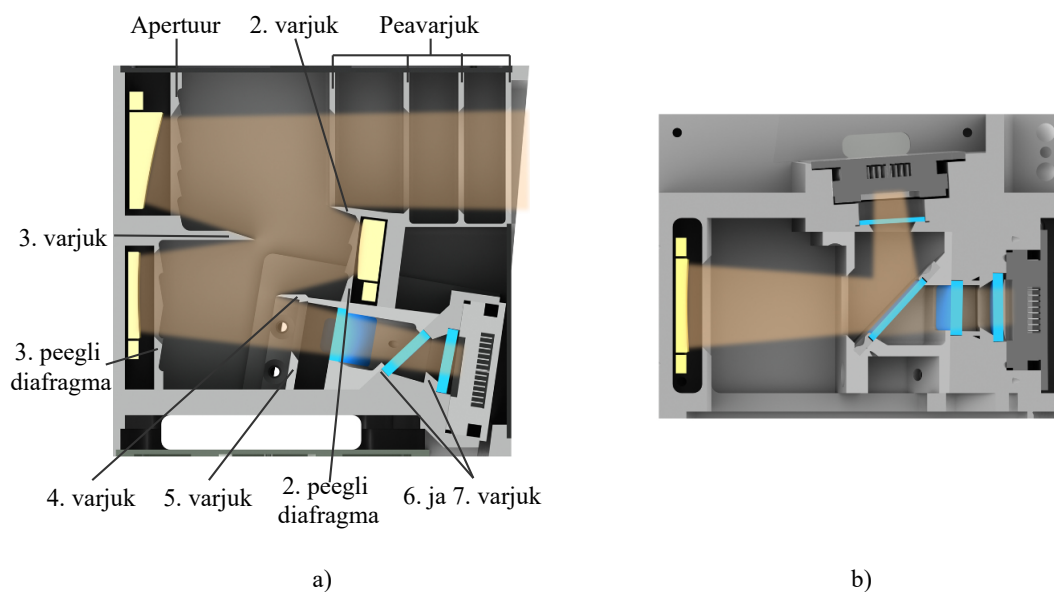 Apertuur
2. varjuk
Peavarjuk
3. varjuk
3. peegli
diafragma
4. varjuk
5. varjuk
2. peegli
diafragma
6. ja 7. varjuk
a)
b)